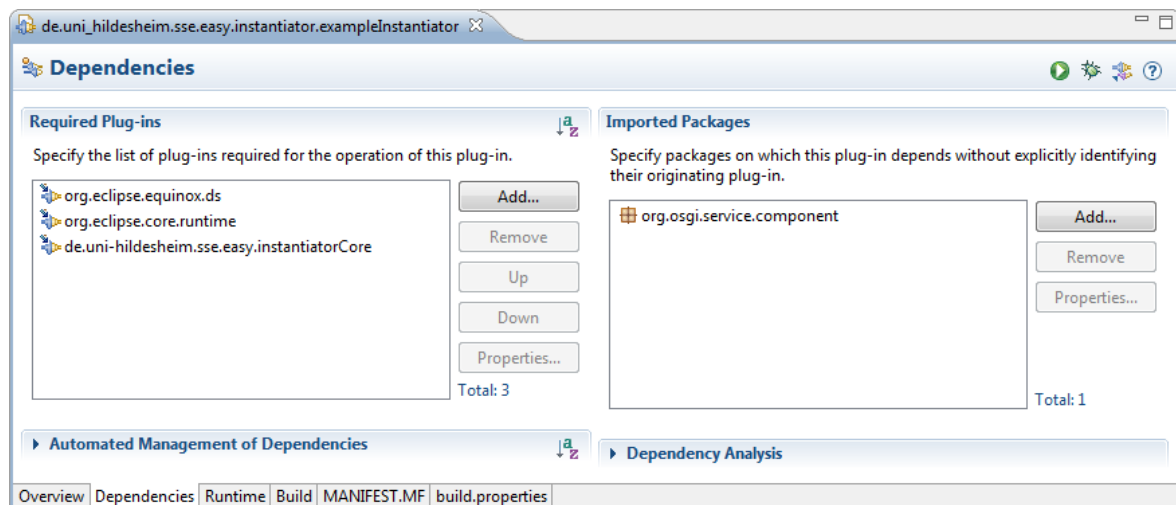 de.uni_hildesheim.sse.easy.instantiator.exampleInstantiator
Dependencies
Required Plug-ins
Specify the list of plug-ins required for the operation of this plug-in.
org.eclipse.equinox.ds
org.eclipse.core.runtime
de.uni-hildesheim.sse.easy.instantiatorCore
Add...
Remove
Up
Down
Properties...
Total: 3
Imported Packages
Specify packages on which this plug-in depends without explicitly identifying
their originating plug-in.
org.osgi.service.component
Add...
Remove
Properties...
Total: 1
Automated Management of Dependencies
Dependency Analysis
Overview Dependencies Runtime Build MANIFEST.MF build.properties